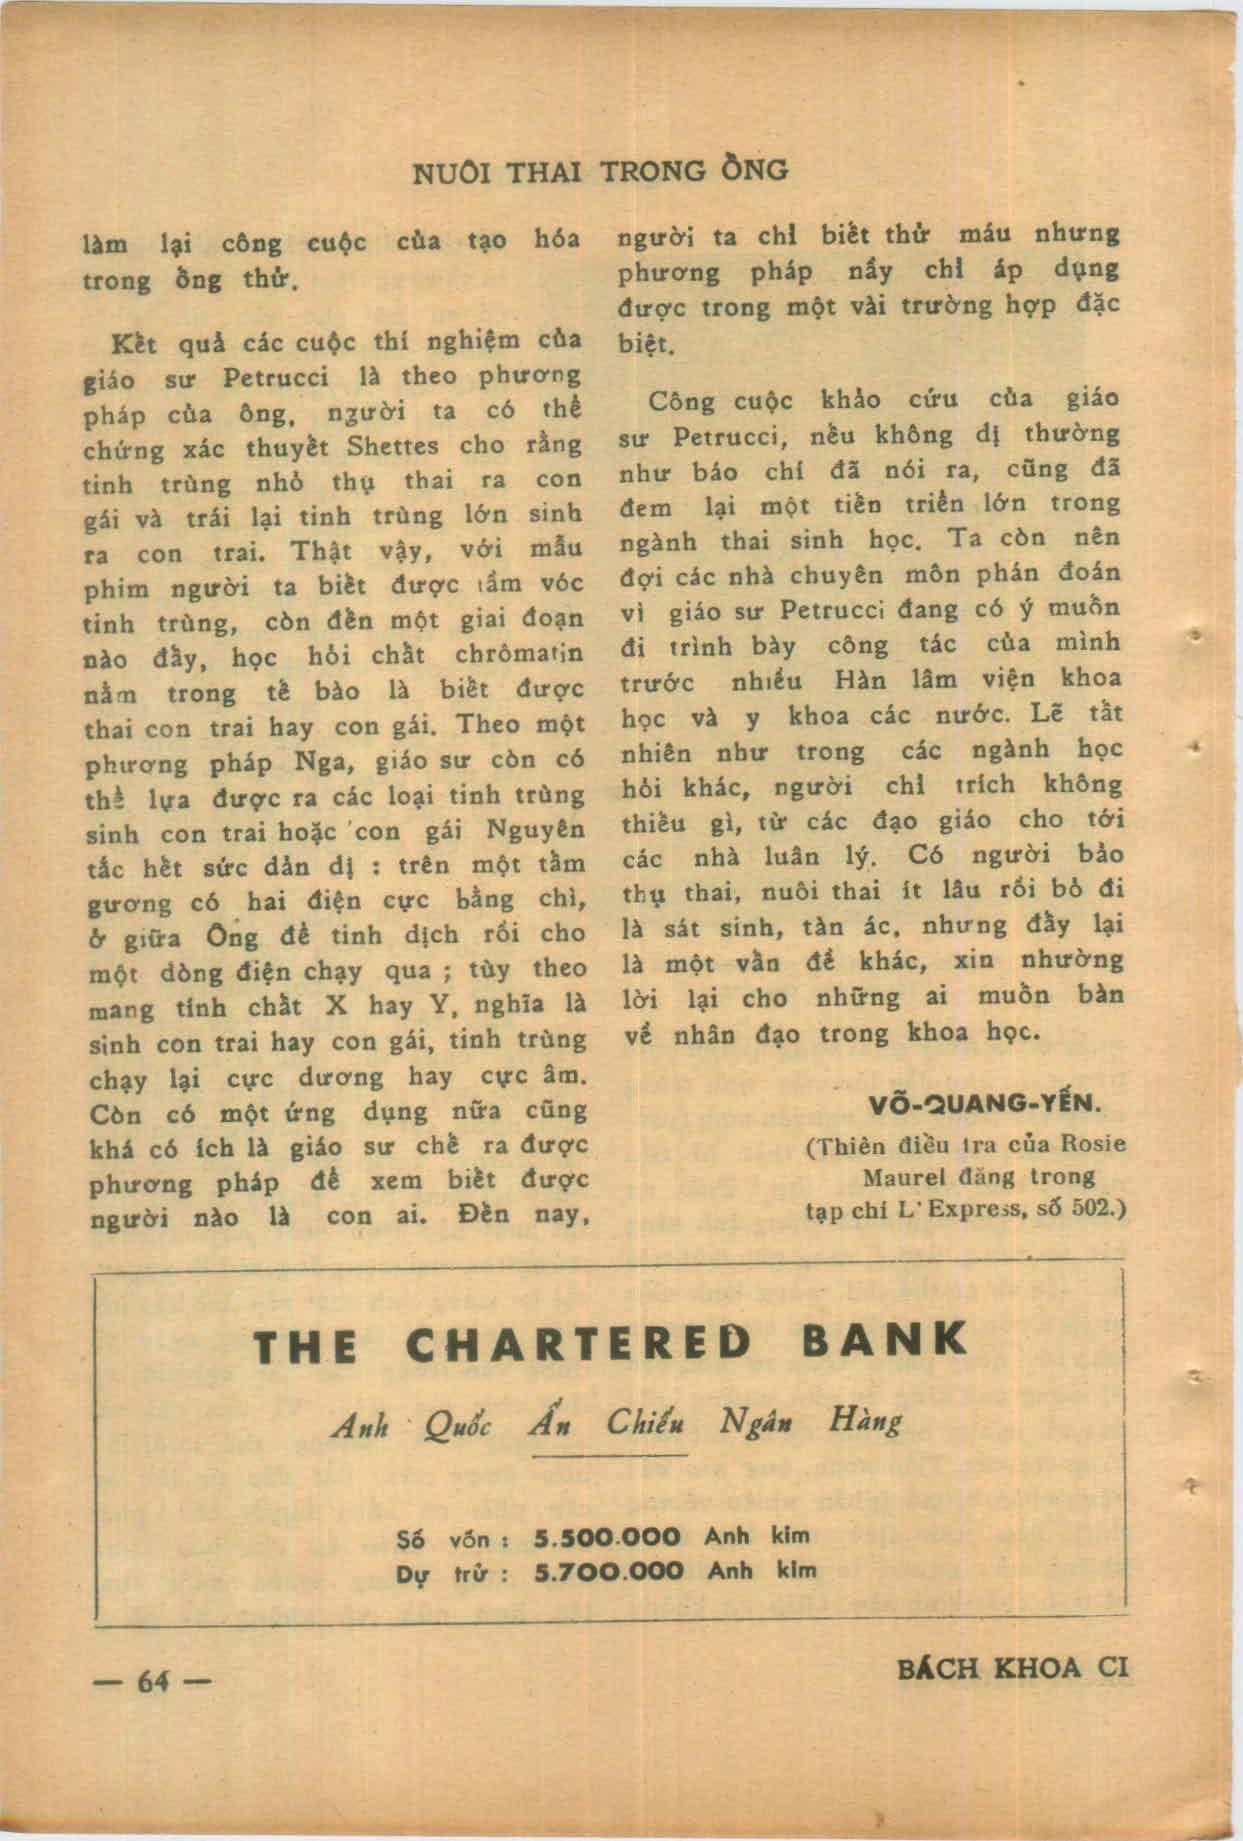 NUÔI THAI TRONG ỐNG
làm lại công cuộc của tạo hóa
trong ống thử.
Kết quả các cuộc thí nghiệm của
giáo sư Petrucci là theo phương
pháp của ông, người ta có thể
chứng xác thuyết Shettes cho rằng
tinh trùng nhỏ thụ thai ra con
gái và trái lại tinh trùng lớn sinh
ra con trai. Thật vậy, với mẫu
phim người ta biết được tầm vóc
tinh trùng, còn đến một giai đoạn
nào đấy, học hỏi chất chrômatin
nằm trong tế bào là biết được
thai con trai hay con gái. Theo một
phương pháp Nga, giáo sư còn có
thể lựa được ra các loại tinh trùng
sinh con trai hoặc con gái Nguyên
tắc hết sức dản dị : trên một tấm
gương có hai điện cực bằng chì,
ở giữa Ông để tinh dịch rồi cho
một dòng điện chạy qua ; tùy theo
mang tính chất X hay Y, nghĩa là
sinh con trai hay con gái, tinh trùng
chạy lại cực dương hay cực âm.
Còn có một ứng dụng nữa cũng
khá có ích là giáo sư chế ra được
phương pháp để xem biết được
người nào là con ai. Đến nay,
người ta chỉ biết thử máu nhưng
phương pháp nầy chỉ áp dụng
được trong một vài trường hợp đặc
biệt.
Công cuộc khảo cứu của giáo
sư Petrucci, nếu không dị thường
như báo chí đã nói ra, cũng đã
đem lại một tiến triển lớn trong
ngành thai sinh học. Ta còn nên
đợi các nhà chuyên môn phán đoán
vì giáo sư Petrucci đang có ý muốn
đi trình bày công tác của mình
trước nhiều Hàn lâm viện khoa
học và y khoa các nước. Lẽ tất
nhiên như trong các ngành học
hỏi khác, người chỉ trích không
thiếu gì, từ các đạo giáo cho tới
các nhà luân lý. Có người bảo
thụ thai, nuôi thai ít lâu rồi bỏ đi
là sát sinh, tàn ác, nhưng đấy lại
là một vấn đề khác, xin nhường
lời lại cho những ai muốn bàn
về nhân đạo trong khoa học.
VÕ-QUANG-YẾN.
(Thiên điều tra của Rosie
Maurel đăng trong
tạp chí L'Express, số 502.)
THE CHARTERED BANK
Anh Quốc Ấn Chiếu Ngân Hàng
Số vốn : 5.500.000 Anh kim
Dự trử : 5.700.000 Anh kim
— 64 —
BÁCH KHOA CI